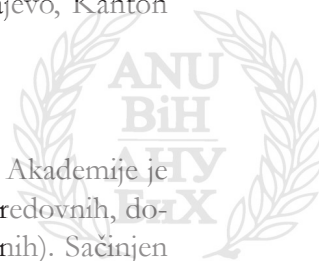 ajevo, Kanton
ANU
BiH
АНУ
БиХ
Akademije je
redovnih, do-
nih). Sačinjen